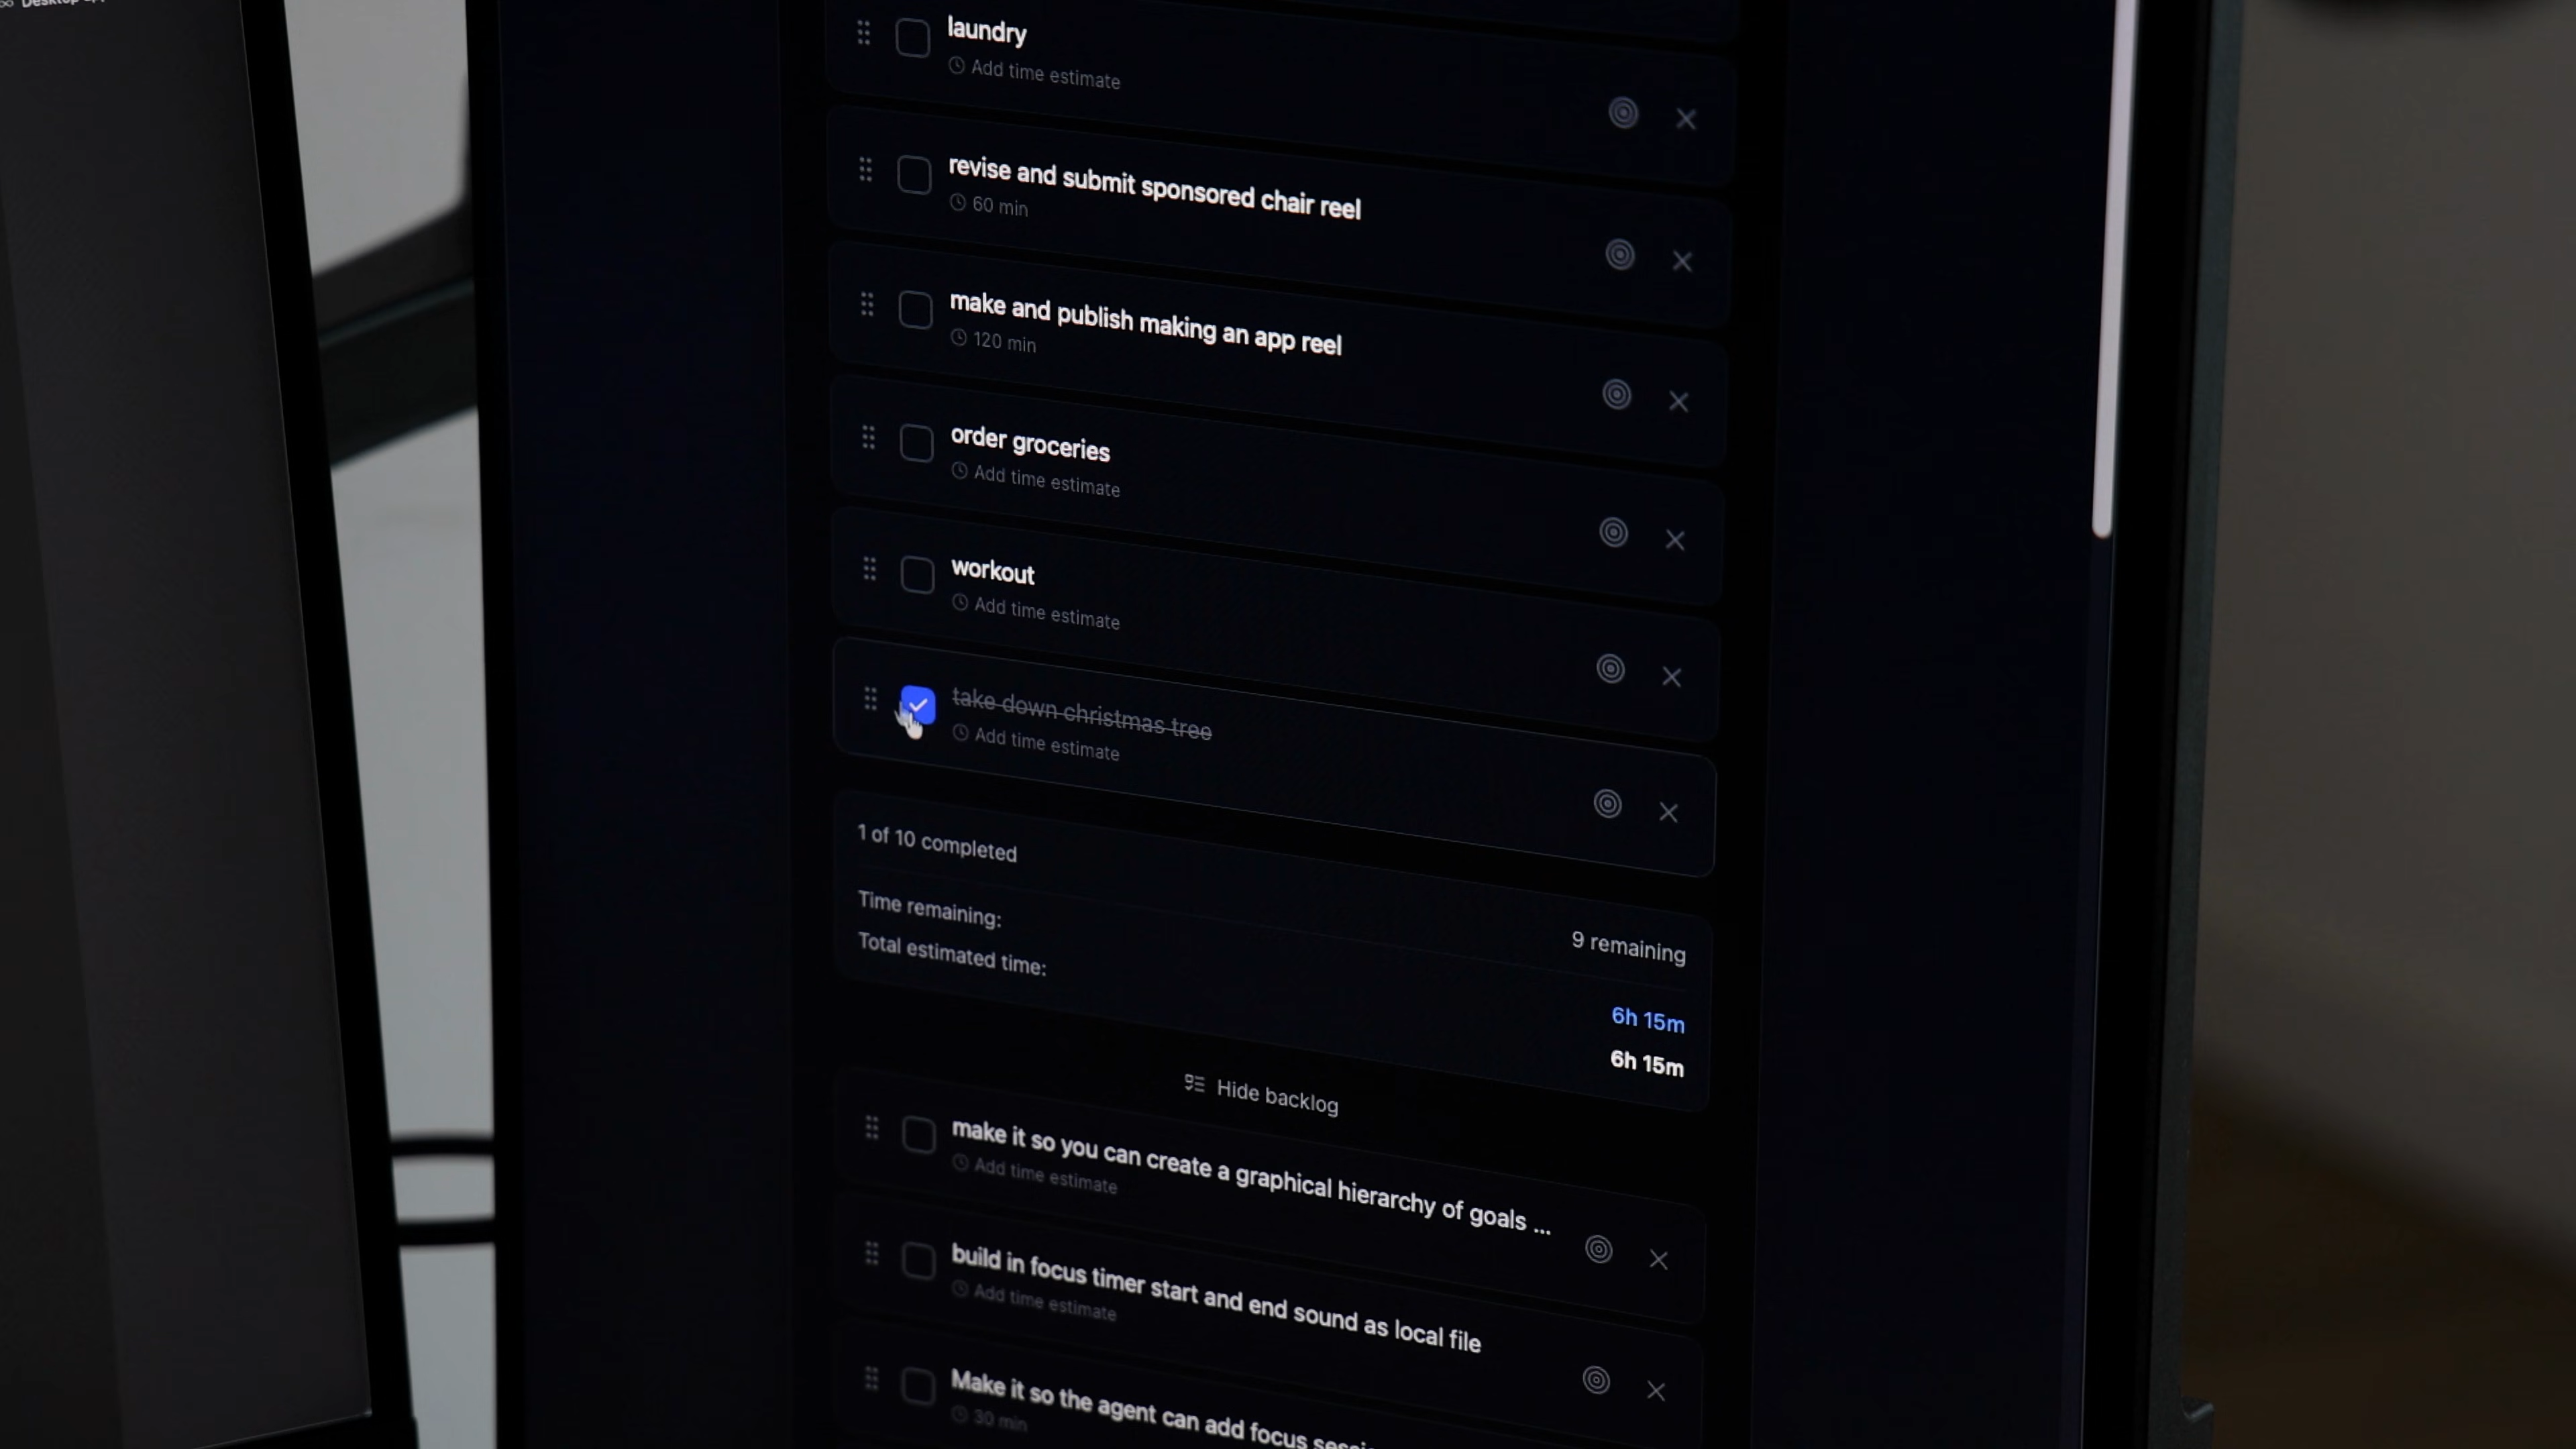 Desktop
laundry
Add time estimate
revise and submit sponsored chair reel
60 min
make and publish making an app reel
120 min
order groceries
Add time estimate
workout
Add time estimate
take down christmas tree
Add time estimate
1 of 10 completed
9 remaining
Time remaining:
6h 15m
Total estimated time:
6h 15m
Hide backlog
make it so you can create a graphical hierarchy of goals ...
Add time estimate
build in focus timer start and end sound as local file
Add time estimate
Make it so the agent can add focus
30 min